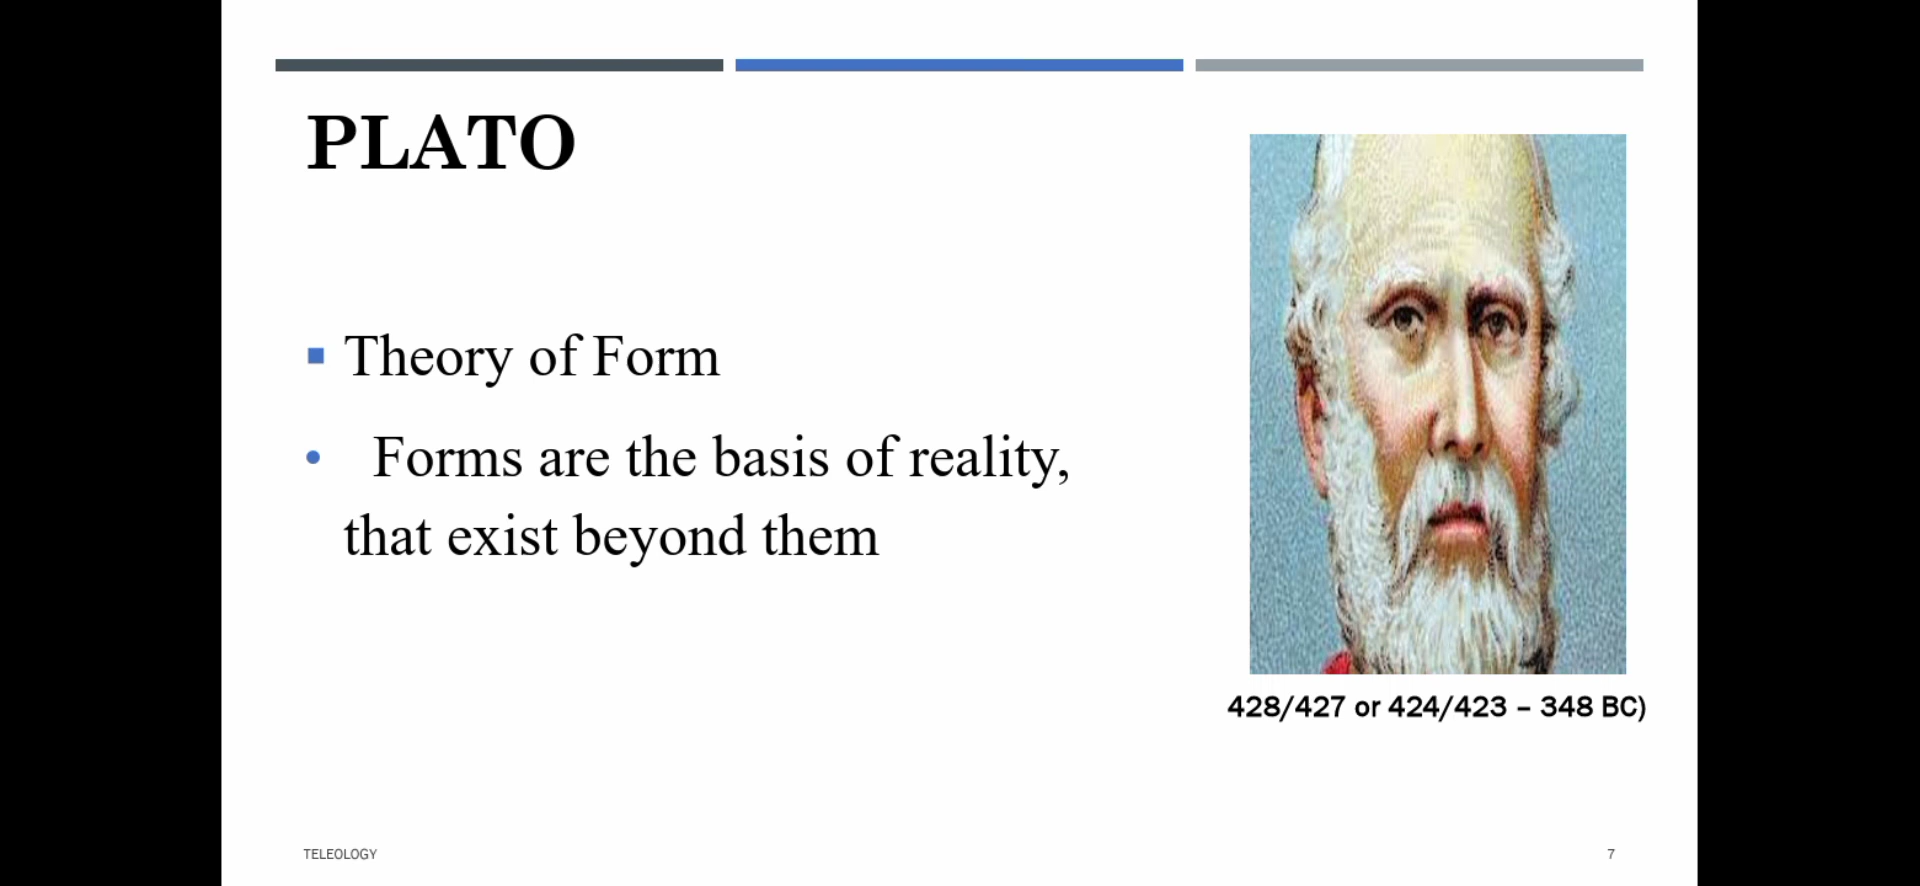 PLATO
Theory of Form
Forms are the basis of reality,
that exist beyond them
428/427 or 424/423 – 348 BC)
TELEOLOGY
7